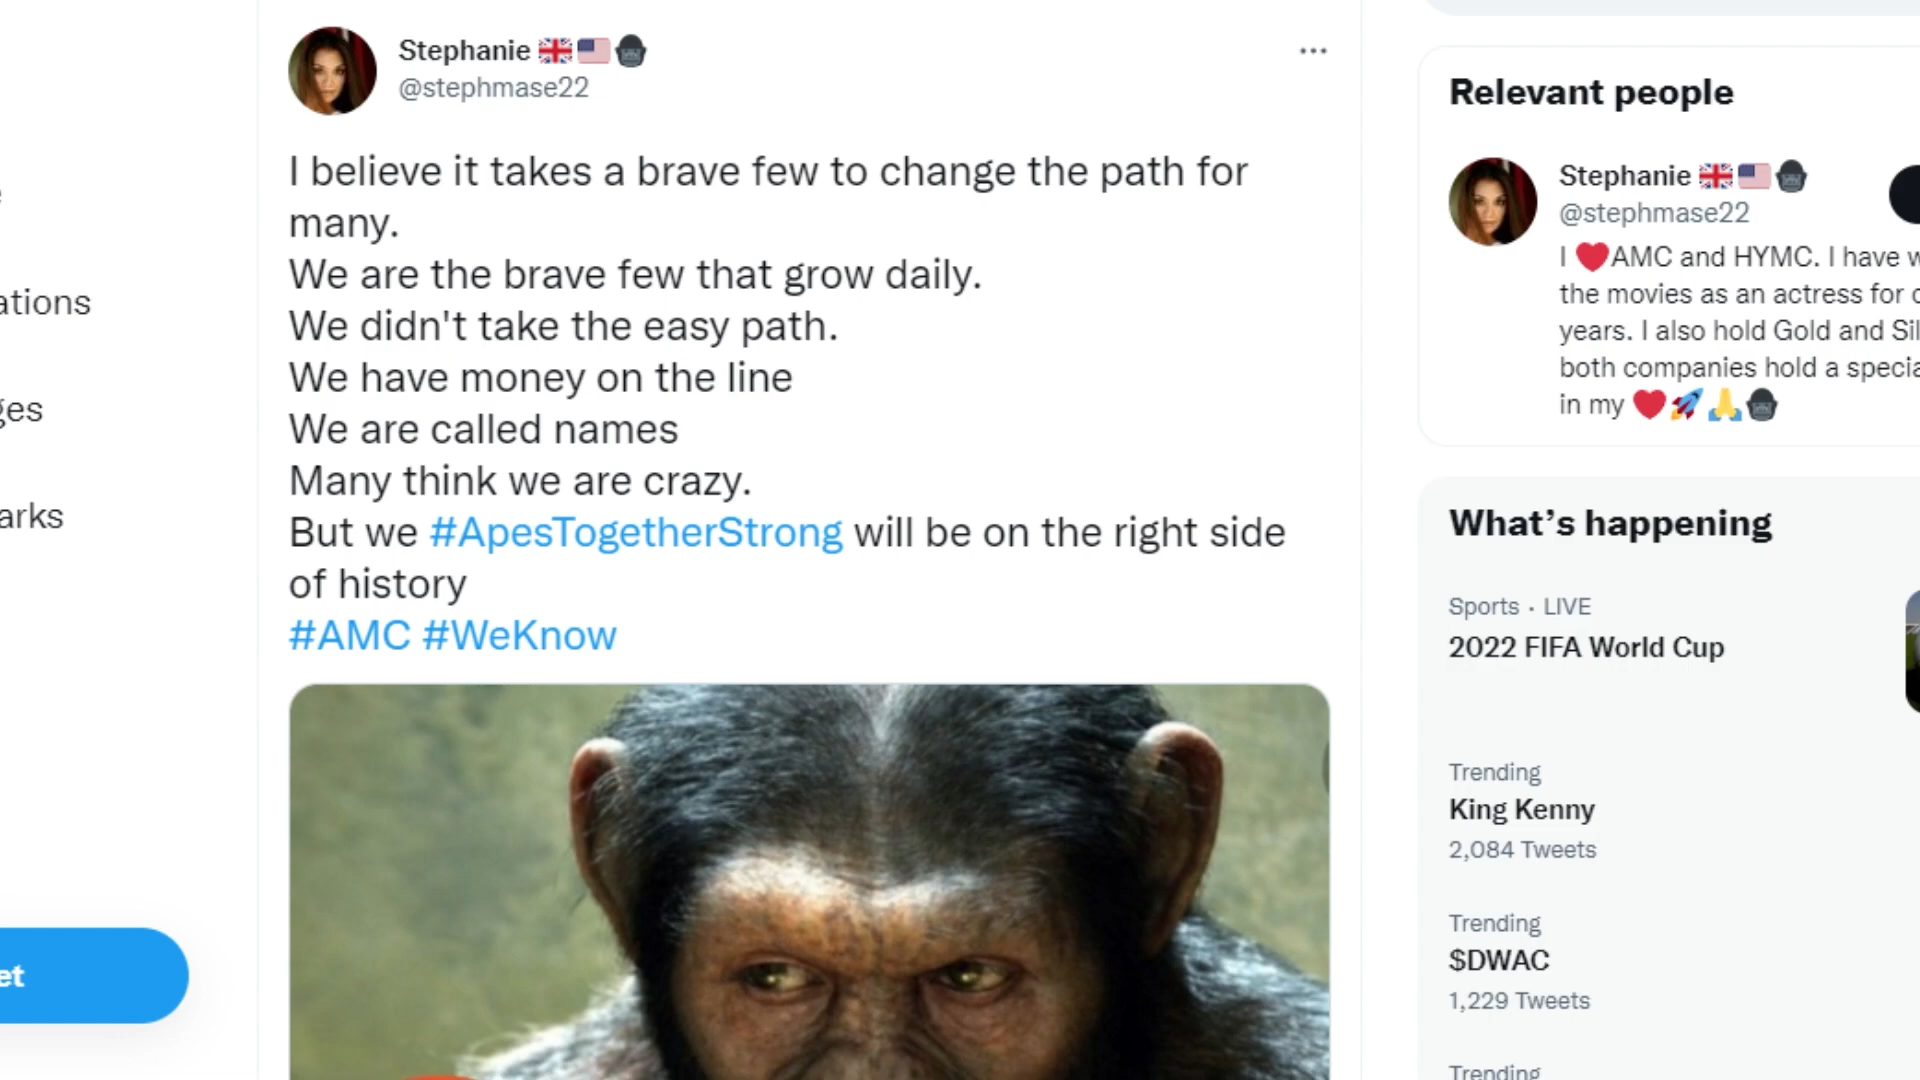 Stephanie
@stephmase22
I believe it takes a brave few to change the path for
many.
We are the brave few that grow daily.
We didn't take the easy path.
We have money on the line
We are called names
Many think we are crazy.
But we #ApesTogetherStrong will be on the right side
of history
#AMC #WeKnow
ations
ges
arks
et
Relevant people
Stephanie
@stephmase22
I ❤️AMC and HYMC. I have w
the movies as an actress for o
years. I also hold Gold and Sil
both companies hold a specia
in my ❤️🚀🙏
What's happening
Sports · LIVE
2022 FIFA World Cup
Trending
King Kenny
2,084 Tweets
Trending
$DWAC
1,229 Tweets
Trending